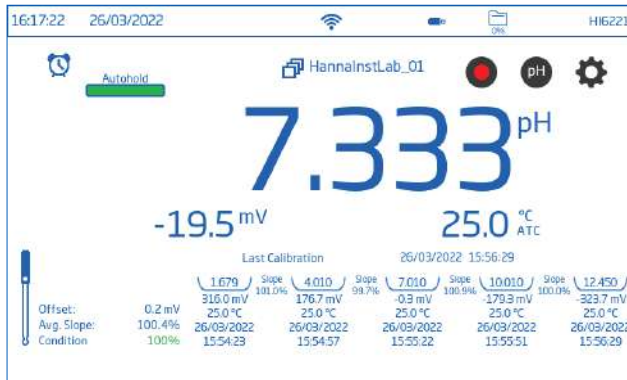 16:17:22 26/03/2022 0% HI6221
Autohold HannaInstLab_01 pH
7.333 pH
-19.5 mV 25.0 °C ATC
Last Calibration 26/03/2022 15:56:29
1.679 Slope 101.0% 4.010 Slope 99.7% 7.010 Slope 100.9% 10.010 Slope 100.0% 12.450
316.0 mV 176.7 mV -0.3 mV -179.3 mV -323.7 mV
Offset: 0.2 mV 25.0 °C 25.0 °C 25.0 °C 25.0 °C 25.0 °C
Avg. Slope: 100.4% 26/03/2022 26/03/2022 26/03/2022 26/03/2022 26/03/2022
Condition 100% 15:54:23 15:54:57 15:55:22 15:55:51 15:56:29